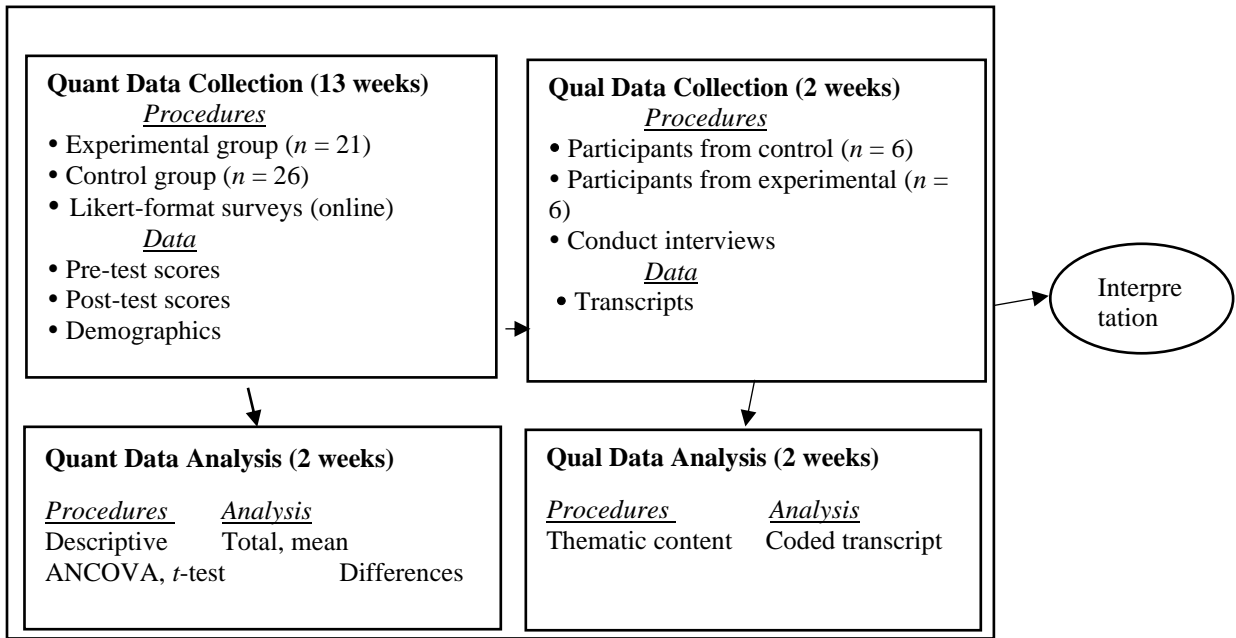 Quant Data Collection (13 weeks)
Procedures
• Experimental group (n = 21)
• Control group (n = 26)
• Likert-format surveys (online)
Data
• Pre-test scores
• Post-test scores
• Demographics
Qual Data Collection (2 weeks)
Procedures
• Participants from control (n = 6)
• Participants from experimental (n =
6)
• Conduct interviews
Data
• Transcripts
Interpre
tation
Quant Data Analysis (2 weeks)
Procedures Analysis
Descriptive Total, mean
ANCOVA, t-test Differences
Qual Data Analysis (2 weeks)
Procedures Analysis
Thematic content Coded transcript